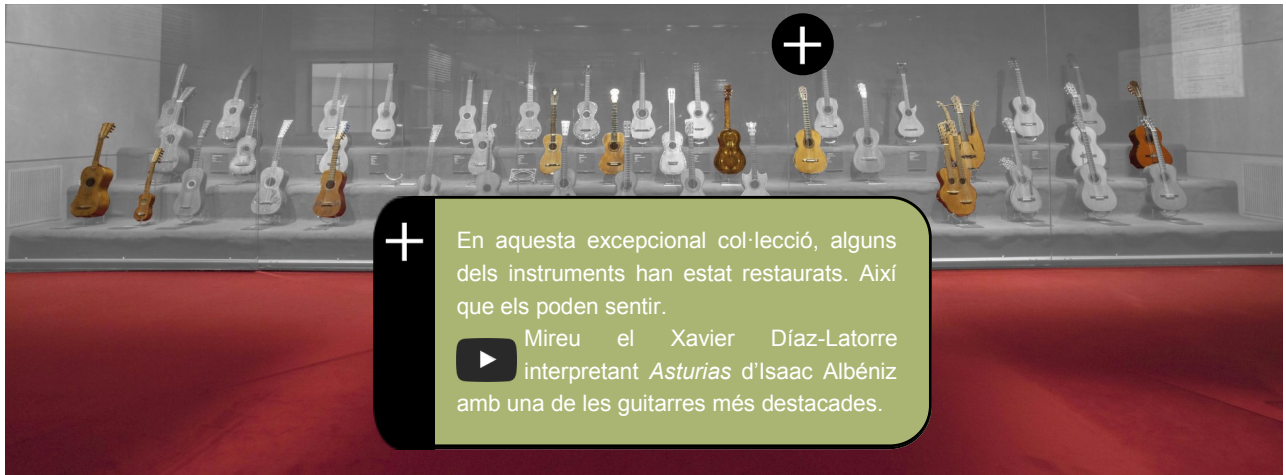 En aquesta excepcional col·lecció, alguns
dels instruments han estat restaurats. Així
que els poden sentir.
Mireu el Xavier Díaz-Latorre
interpretant Asturias d’Isaac Albéniz
amb una de les guitarres més destacades.